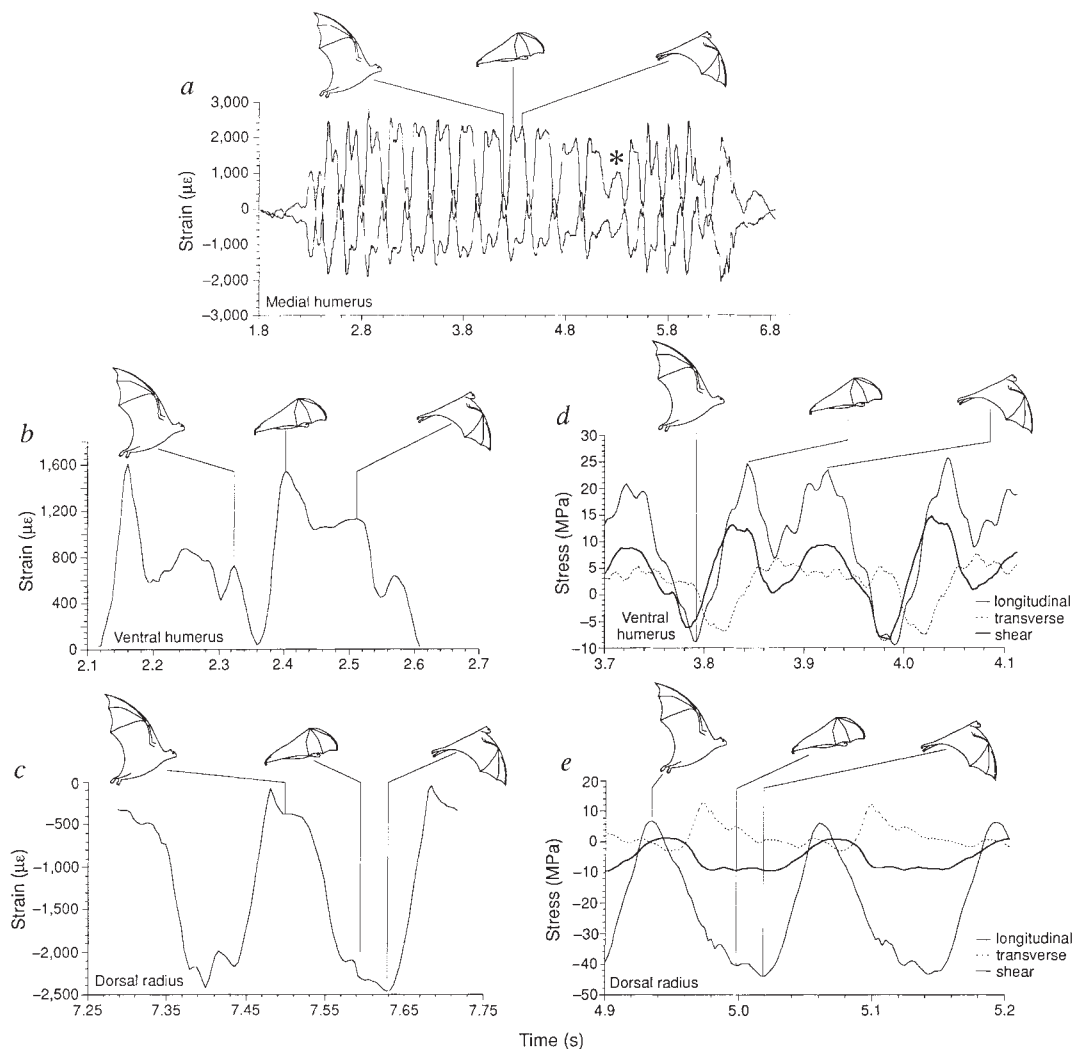 a
3,000
2,000
1,000
0
−1,000
−2,000
−3,000
Strain (µε)
*
Medial humerus
1.8
2.8
3.8
4.8
5.8
6.8
b
1,600
1,200
800
400
0
Strain (µε)
Ventral humerus
2.1
2.2
2.3
2.4
2.5
2.6
2.7
d
30
25
20
15
10
5
0
−5
−10
Stress (MPa)
Ventral
humerus
longitudinal
transverse
shear
3.7
3.8
3.9
4.0
4.1
c
0
−500
−1,000
−1,500
−2,000
−2,500
Strain (µε)
Dorsal radius
7.25
7.35
7.45
7.55
7.65
7.75
e
20
10
0
−10
−20
−30
−40
−50
Stress (MPa)
Dorsal radius
longitudinal
transverse
shear
4.9
5.0
5.1
5.2
Time (s)